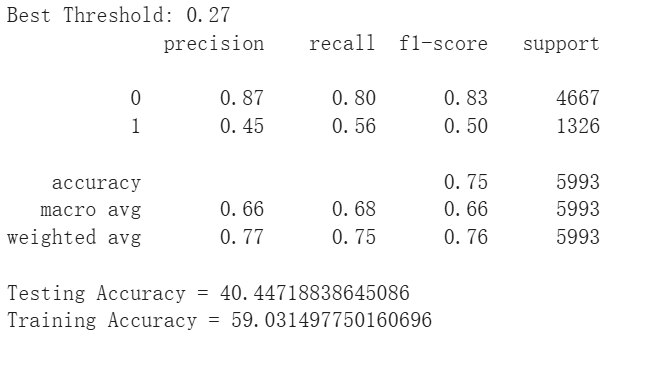 Best Threshold: 0.27
precision recall f1-score support
0 0.87 0.80 0.83 4667
1 0.45 0.56 0.50 1326
accuracy 0.75 5993
macro avg 0.66 0.68 0.66 5993
weighted avg 0.77 0.75 0.76 5993
Testing Accuracy = 40.44718838645086
Training Accuracy = 59.031497750160696